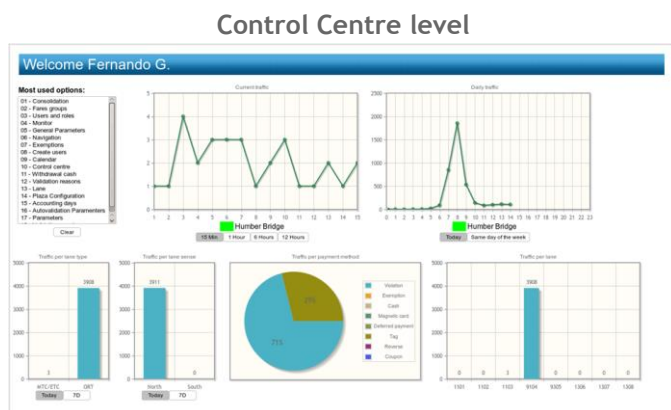 Control Centre level
Welcome Fernando G.
Most used options:
01 - Consolidation
02 - Fares groups
03 - Users and roles
04 - Monitor
05 - General Parameters
06 - Navigation
07 - Exemptions
08 - Create users
09 - Calendar
10 - Control centre
11 - Withdrawal cash
12 - Validation reasons
13 - Lane
14 - Plaza Configuration
15 - Accounting days
16 - Autovalidation Paramenters
17 - Parameters
Clear
Current traffic
5
4
3
2
1
0
1 2 3 4 5 6 7 8 9 10 11 12 13 14 15
Humber Bridge
15 Min. 1 Hour 6 Hours 12 Hours
Daily traffic
2500
2000
1500
1000
500
0
0 1 2 3 4 5 6 7 8 9 10 11 12 13 14 15 16 17 18 19 20 21 22 23
Humber Bridge
Today Same day of the week
Traffic per lane type
5000
4000
3000
2000
1000
0
3 3908
MTC/ETC ORT
Today 7D
Traffic per lane sense
5000
4000
3000
2000
1000
0
3911 0
North South
Today 7D
Traffic per payment method
71%
29%
Violation
Exemption
Cash
Magnetic card
Deferred payment
Tag
Reverse
Coupon
Traffic per lane
5000
4000
3000
2000
1000
0
0 0 3 3908 0 0 0 0
1101 1102 1103 9104 5305 1306 1307 1308